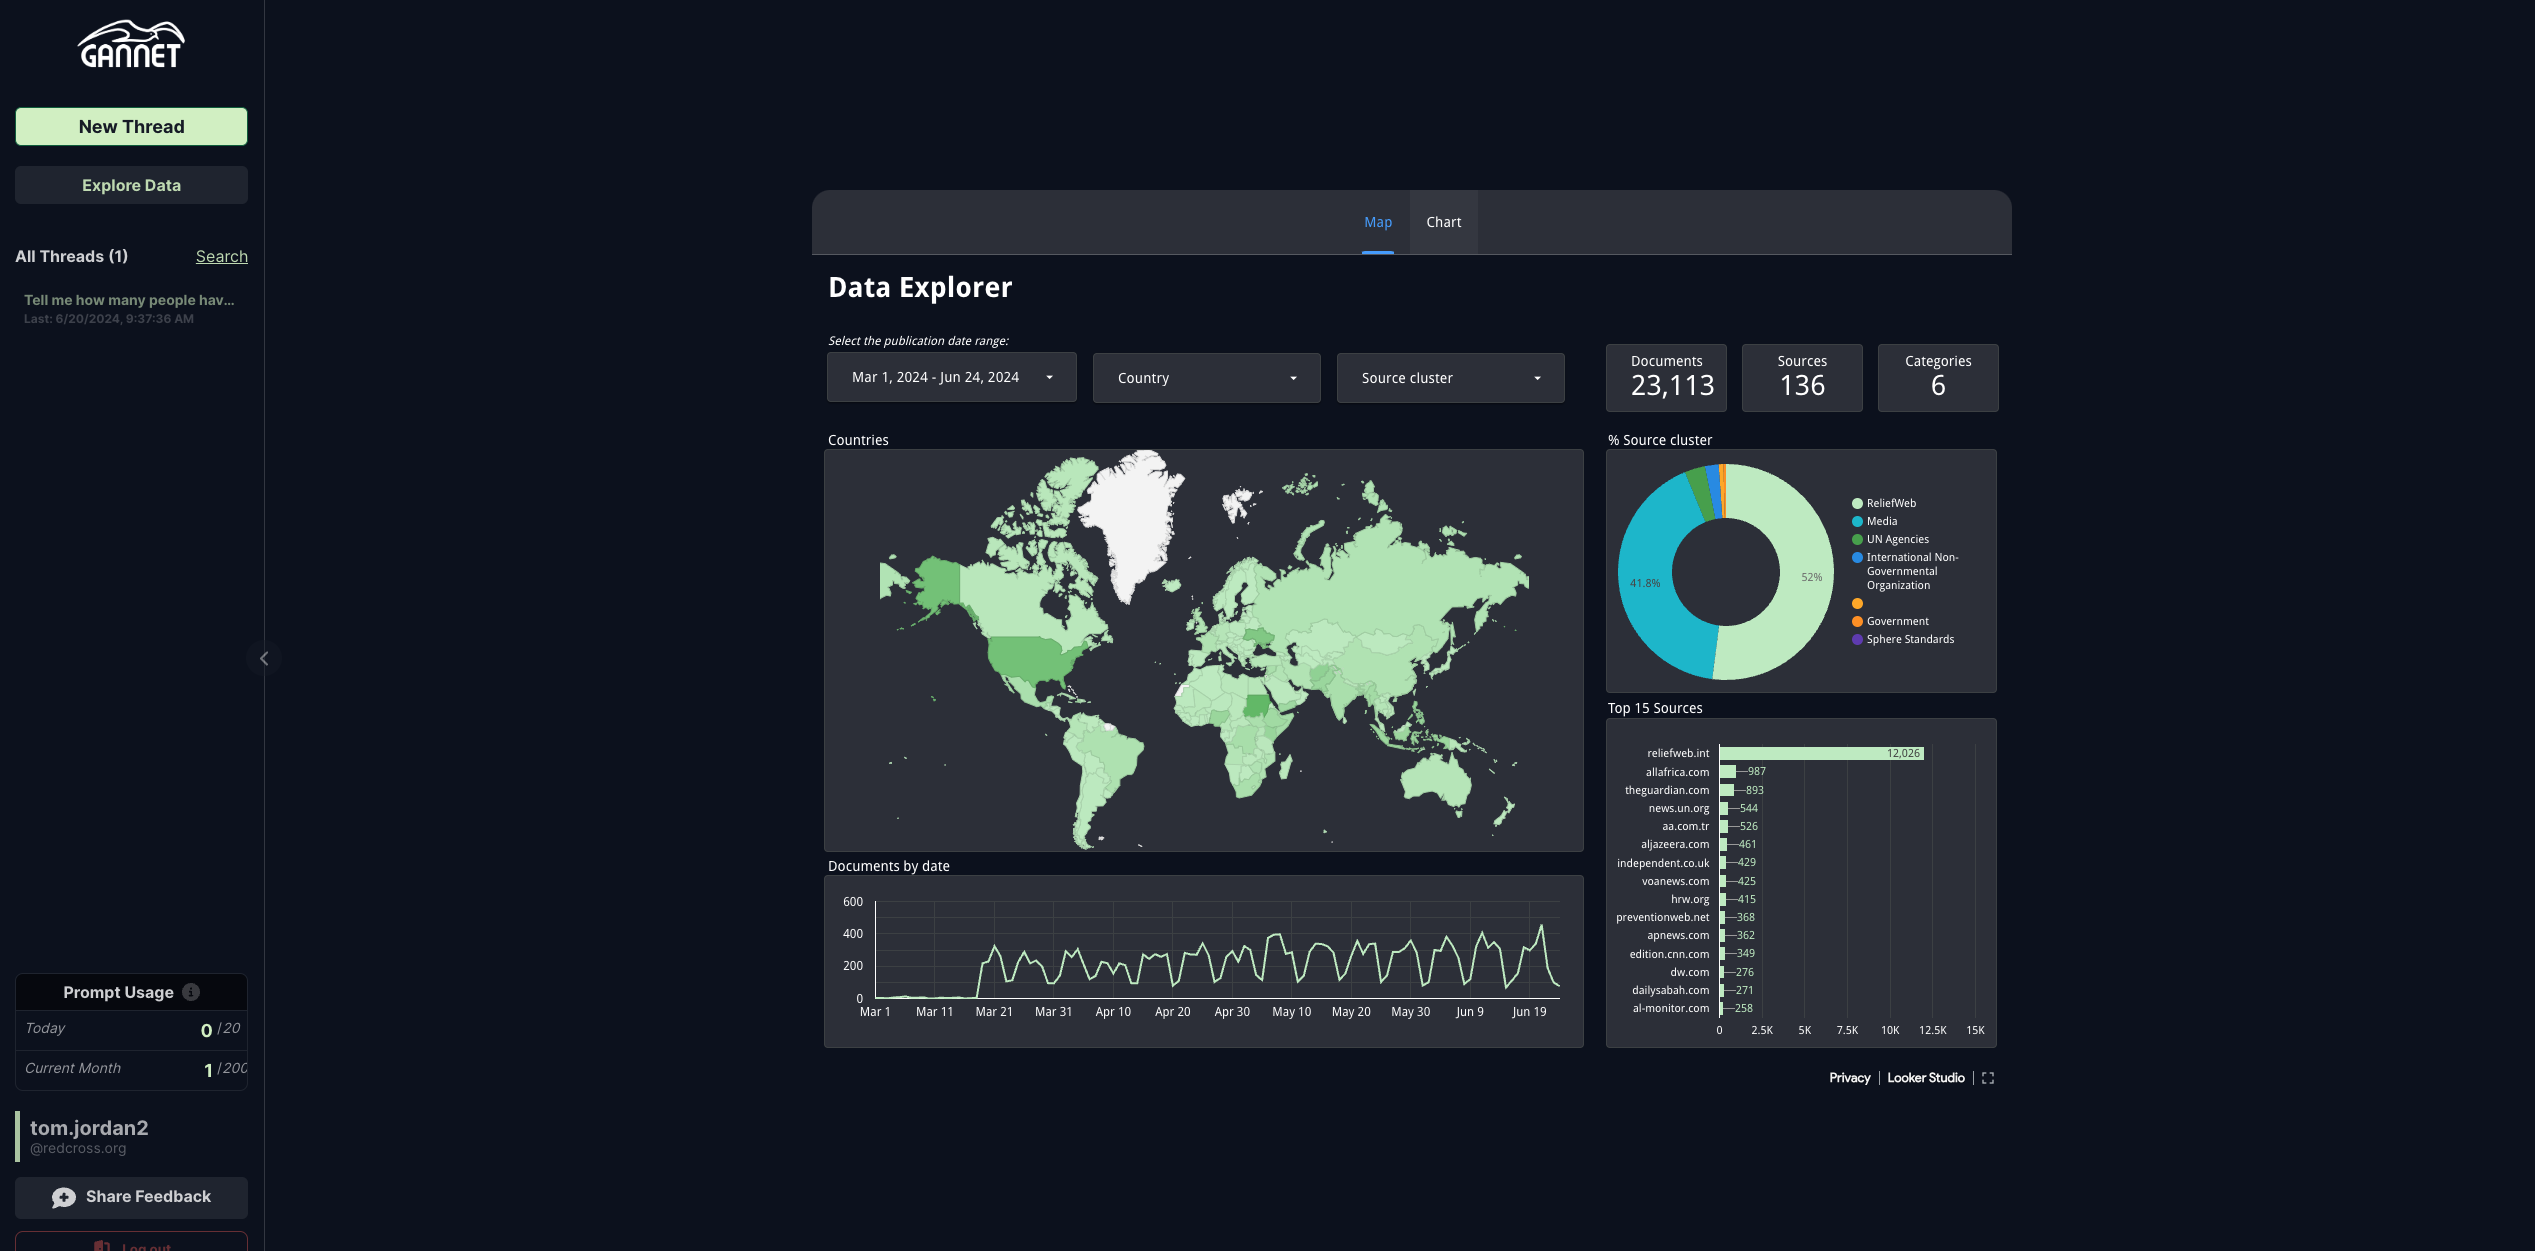 GANNET
New Thread
Explore Data
All Threads (1)
Search
Tell me how many people hav...
Last: 6/20/2024, 9:37:36 AM
Prompt Usage
Today
0 /20
Current Month
1 /200
tom.jordan2
@redcross.org
Share Feedback
Log out
Map
Chart
Data Explorer
Select the publication date range:
Mar 1, 2024 - Jun 24, 2024
Country
Source cluster
Documents
23,113
Sources
136
Categories
6
Countries
% Source cluster
41.8%
52%
ReliefWeb
Media
UN Agencies
International Non-
Governmental
Organization
Government
Sphere Standards
Documents by date
600
400
200
0
Mar 1
Mar 11
Mar 21
Mar 31
Apr 10
Apr 20
Apr 30
May 10
May 20
May 30
Jun 9
Jun 19
Top 15 Sources
reliefweb.int 12,026
allafrica.com 987
theguardian.com 893
news.un.org 544
aa.com.tr 526
aljazeera.com 461
independent.co.uk 429
voanews.com 425
hrw.org 415
preventionweb.net 368
apnews.com 362
edition.cnn.com 349
dw.com 276
dailysabah.com 271
al-monitor.com 258
0 2.5K 5K 7.5K 10K 12.5K 15K
Privacy
Looker Studio